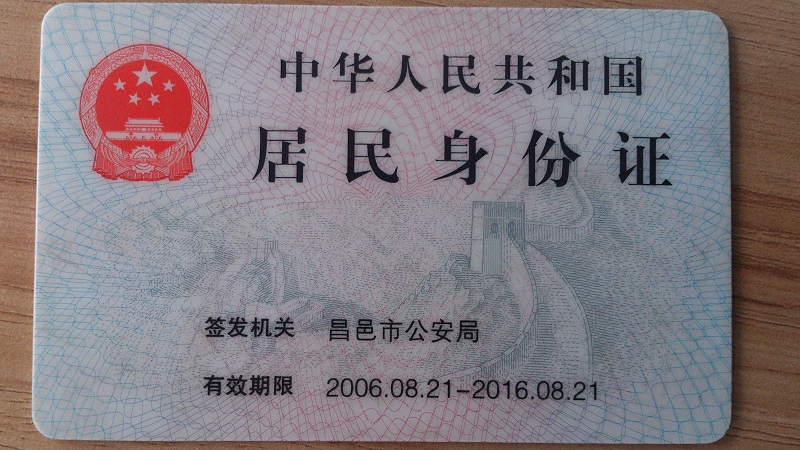 中华人民共和国
居民身份证
签发机关 昌邑市公安局
有效期限 2006.08.21-2016.08.21